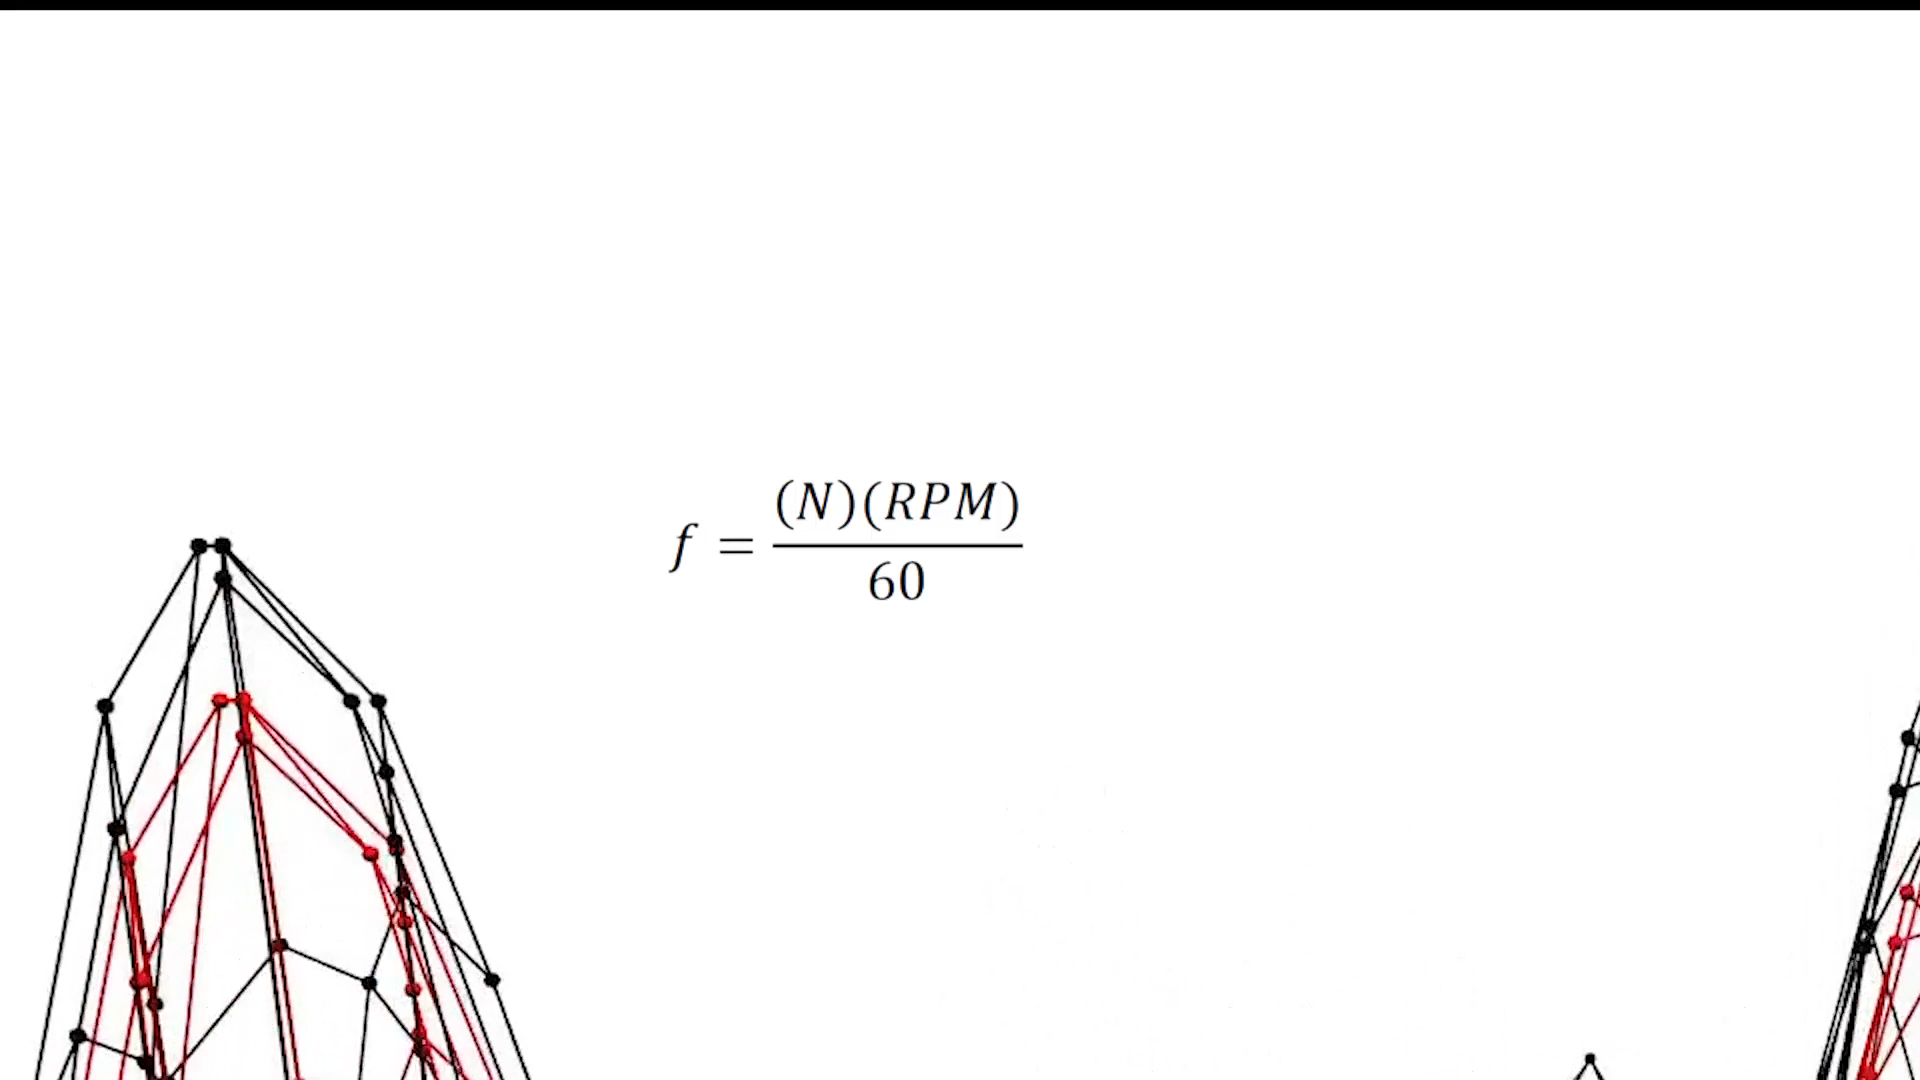 f = (N)(RPM) / 60